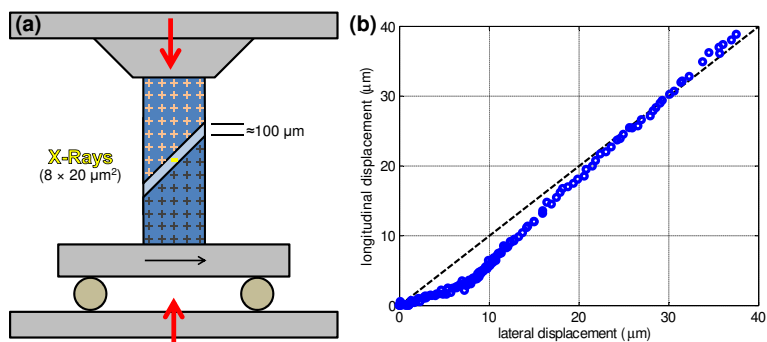 (a)
X-Rays
(8 × 20 μm²)
≈100 μm
(b)
longitudinal displacement (μm)
40
30
20
10
0
0 10 20 30 40
lateral displacement (μm)